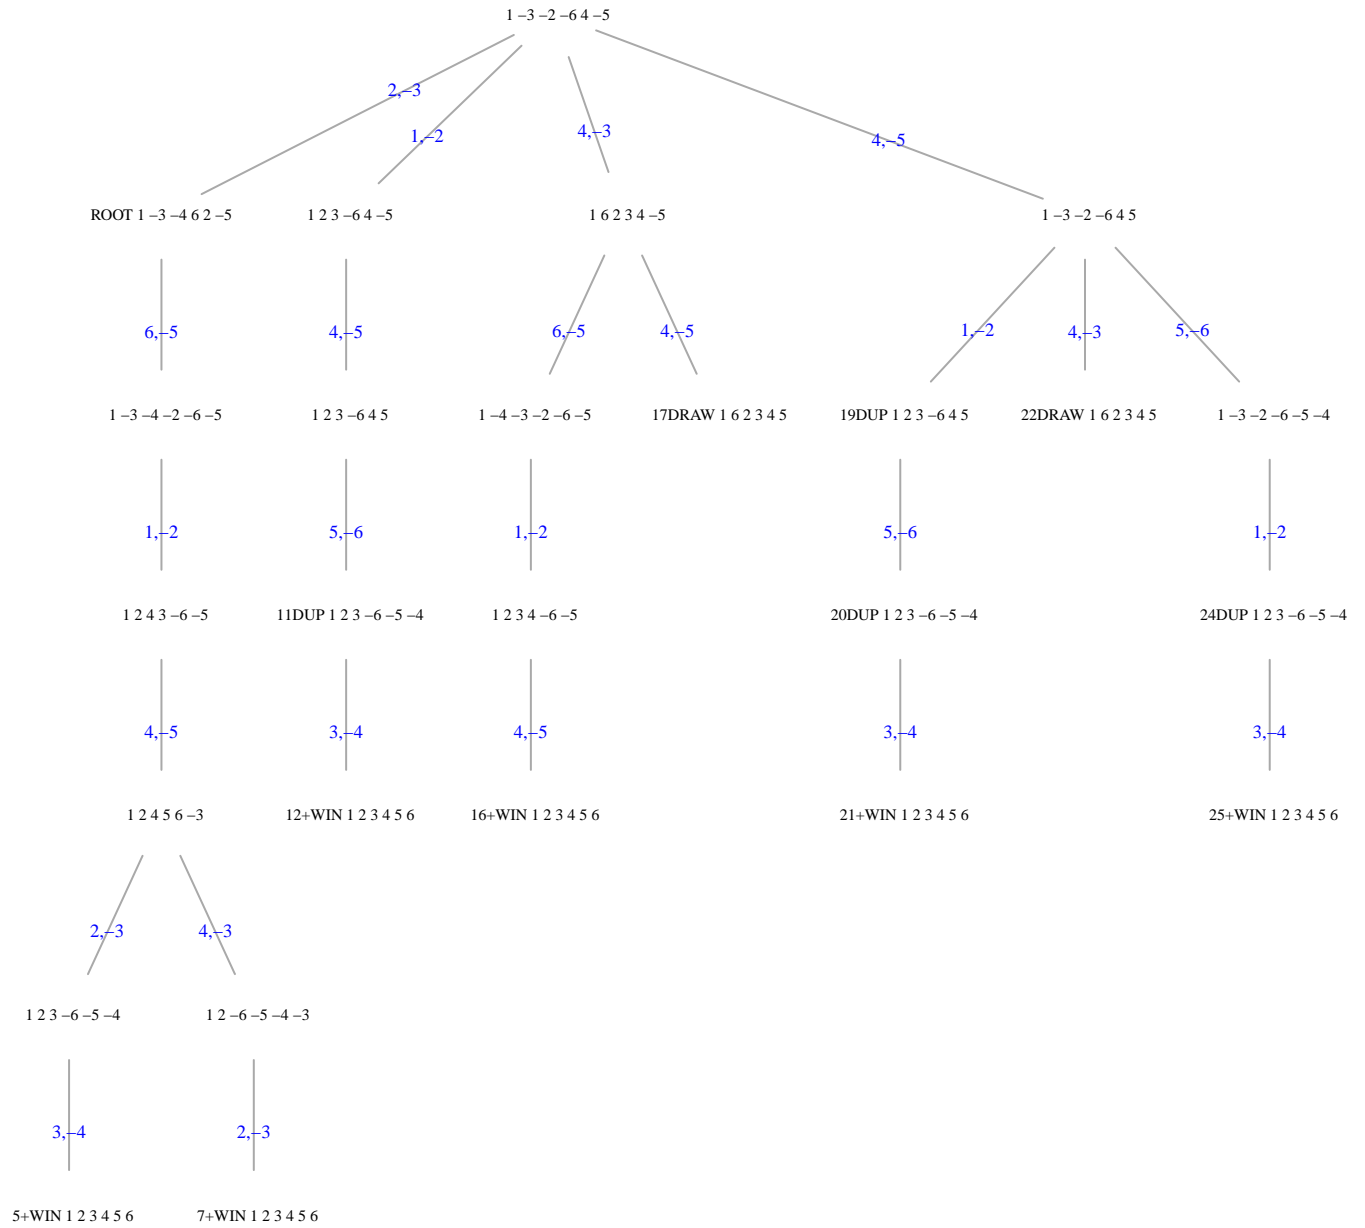 1 –3 –2 –6 4 –5
2,–3
1,–2
4,–3
4,–5
ROOT 1 –3 –4 6 2 –5
1 2 3 –6 4 –5
1 6 2 3 4 –5
1 –3 –2 –6 4 5
6,–5
4,–5
6,–5
4,–5
1,–2
4,–3
5,–6
1 –3 –4 –2 –6 –5
1 2 3 –6 4 5
1 –4 –3 –2 –6 –5
17DRAW 1 6 2 3 4 5
19DUP 1 2 3 –6 4 5
22DRAW 1 6 2 3 4 5
1 –3 –2 –6 –5 –4
1,–2
5,–6
1,–2
5,–6
1,–2
1 2 4 3 –6 –5
11DUP 1 2 3 –6 –5 –4
1 2 3 4 –6 –5
20DUP 1 2 3 –6 –5 –4
24DUP 1 2 3 –6 –5 –4
4,–5
3,–4
4,–5
3,–4
3,–4
1 2 4 5 6 –3
12+WIN 1 2 3 4 5 6
16+WIN 1 2 3 4 5 6
21+WIN 1 2 3 4 5 6
25+WIN 1 2 3 4 5 6
2,–3
4,–3
1 2 3 –6 –5 –4
1 2 –6 –5 –4 –3
3,–4
2,–3
5+WIN 1 2 3 4 5 6
7+WIN 1 2 3 4 5 6